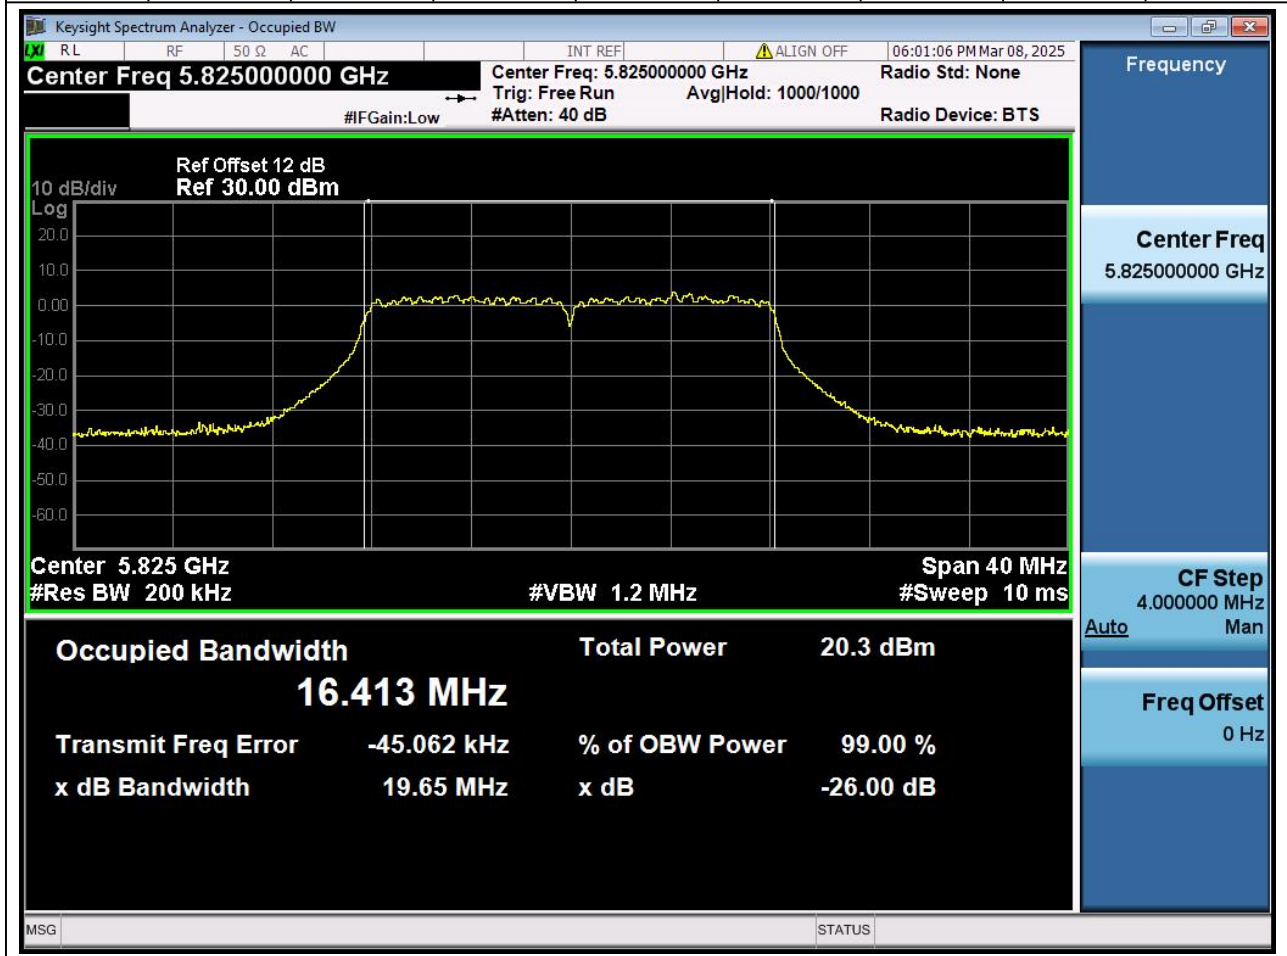 Keysight Spectrum Analyzer - Occupied BW
LXI RL RF 50 Ω AC INT REF ALIGN OFF 06:01:06 PM Mar 08, 2025
Center Freq 5.825000000 GHz
Center Freq: 5.825000000 GHz
Radio Std: None
Trig: Free Run Avg|Hold: 1000/1000
#IFGain:Low
#Atten: 40 dB
Radio Device: BTS
Ref Offset 12 dB
10 dB/div Ref 30.00 dBm
Log
20.0
10.0
0.00
-10.0
-20.0
-30.0
-40.0
-50.0
-60.0
Center 5.825 GHz
Span 40 MHz
#Res BW 200 kHz
#VBW 1.2 MHz
#Sweep 10 ms
Occupied Bandwidth
16.413 MHz
Total Power 20.3 dBm
Transmit Freq Error -45.062 kHz
% of OBW Power 99.00 %
x dB Bandwidth 19.65 MHz
x dB -26.00 dB
Frequency
Center Freq
5.825000000 GHz
CF Step
4.000000 MHz
Auto Man
Freq Offset
0 Hz
MSG
STATUS